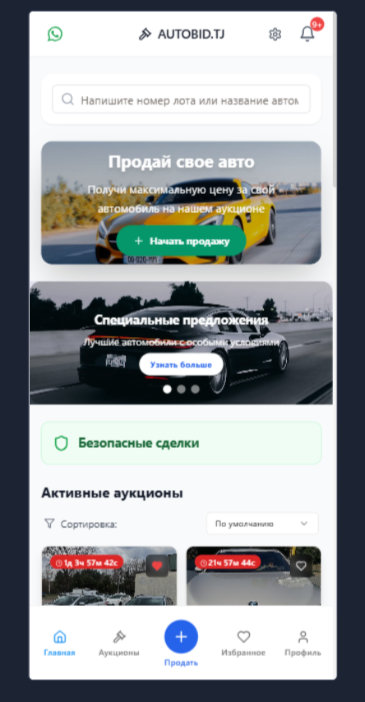 AUTOBID.TJ
9+
Напишите номер лота или название автом
Продай свое авто
Получи максимальную цену за свой
автомобиль на нашем аукционе
+ Начать продажу
Специальные предложения
Лучшие автомобили с особыми условиями
Узнать больше
Безопасные сделки
Активные аукционы
Сортировка:
По умолчанию
1д 3ч 57м 42с
21ч 57м 44с
Главная
Аукционы
Продать
Избранное
Профиль